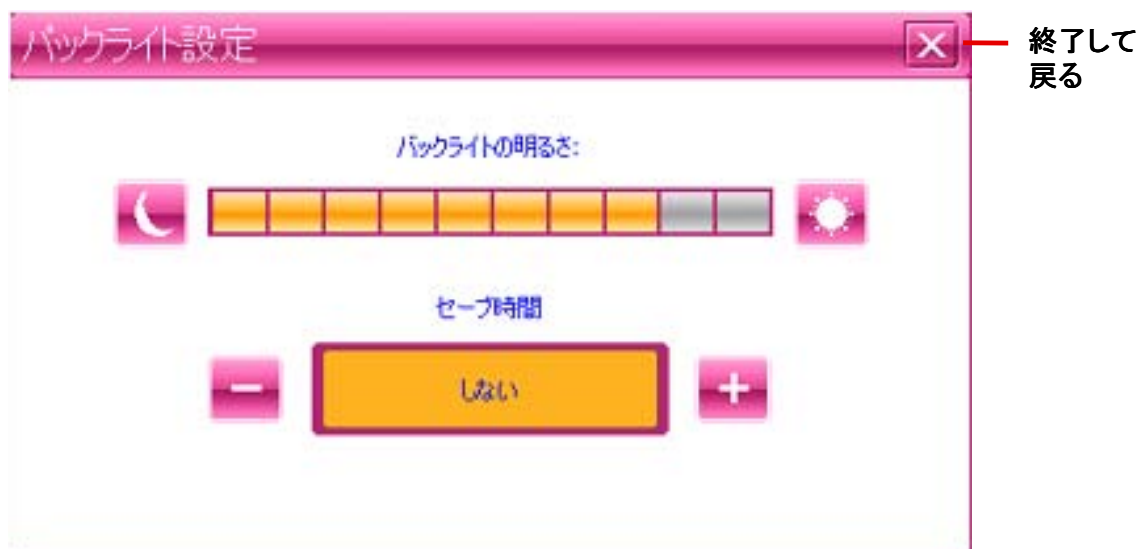 バックライト設定
終了して
戻る
バックライトの明るさ:
セーブ時間
しない